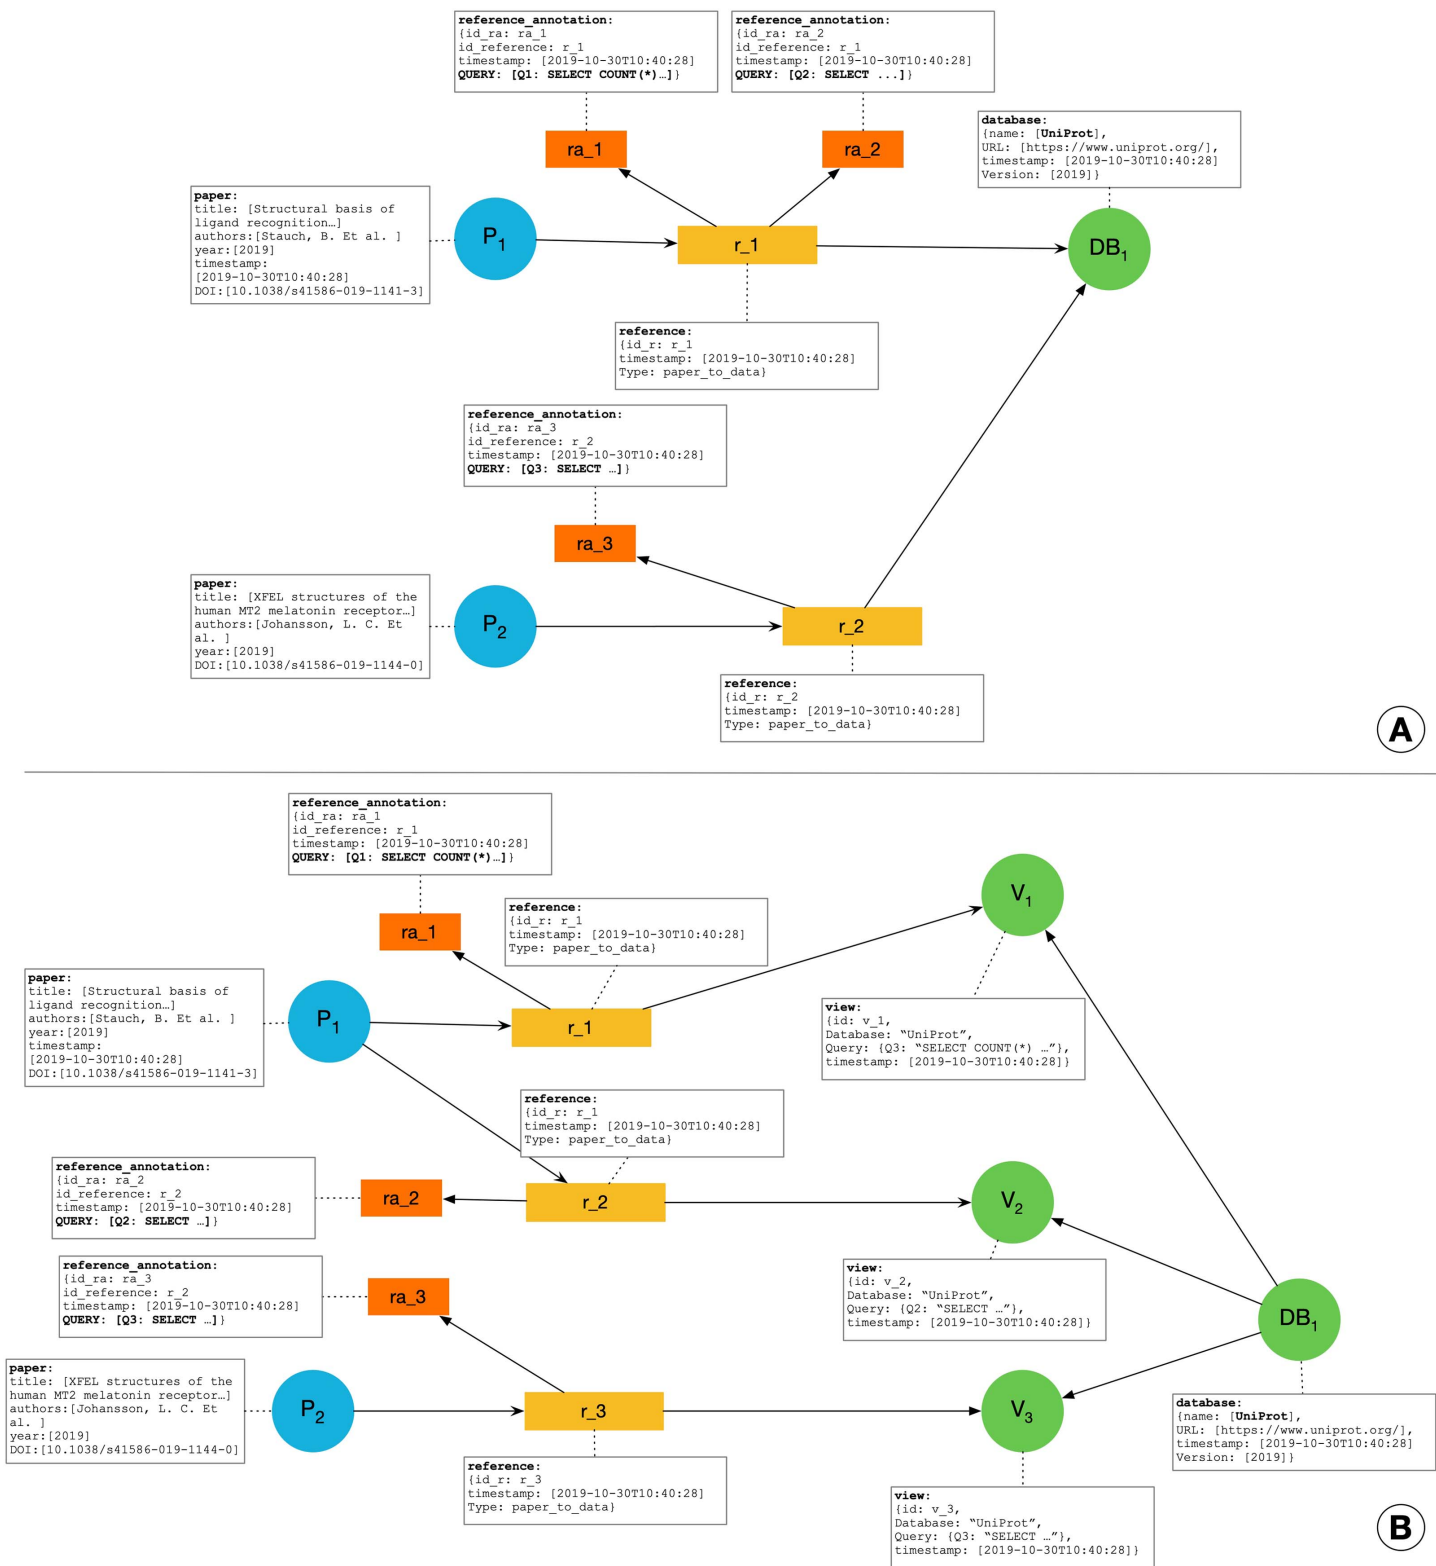 reference_annotation:
{id_ra: ra_1
id_reference: r_1
timestamp: [2019-10-30T10:40:28]
QUERY: [Q1: SELECT COUNT(*)…]}
reference_annotation:
{id_ra: ra_2
id_reference: r_1
timestamp: [2019-10-30T10:40:28]
QUERY: [Q2: SELECT ...]}
database:
{name: [UniProt],
URL: [https://www.uniprot.org/],
timestamp: [2019-10-30T10:40:28]
Version: [2019]}
ra_1
ra_2
paper:
title: [Structural basis of
ligand recognition…]
authors:[Stauch, B. Et al. ]
year:[2019]
timestamp:
[2019-10-30T10:40:28]
DOI:[10.1038/s41586-019-1141-3]
P1
r_1
DB1
reference:
{id_r: r_1
timestamp: [2019-10-30T10:40:28]
Type: paper_to_data}
reference_annotation:
{id_ra: ra_3
id_reference: r_2
timestamp: [2019-10-30T10:40:28]
QUERY: [Q3: SELECT …]}
ra_3
paper:
title: [XFEL structures of the
human MT2 melatonin receptor…]
authors:[Johansson, L. C. Et
al. ]
year:[2019]
DOI:[10.1038/s41586-019-1144-0]
P2
r_2
reference:
{id_r: r_2
timestamp: [2019-10-30T10:40:28]
Type: paper_to_data}
A
reference_annotation:
{id_ra: ra_1
id_reference: r_1
timestamp: [2019-10-30T10:40:28]
QUERY: [Q1: SELECT COUNT(*)…]}
ra_1
reference:
{id_r: r_1
timestamp: [2019-10-30T10:40:28]
Type: paper_to_data}
V1
paper:
title: [Structural basis of
ligand recognition…]
authors:[Stauch, B. Et al. ]
year:[2019]
timestamp:
[2019-10-30T10:40:28]
DOI:[10.1038/s41586-019-1141-3]
P1
r_1
view:
{id: v_1,
Database: “UniProt”,
Query: {Q3: “SELECT COUNT(*) …”},
timestamp: [2019-10-30T10:40:28]}
reference:
{id_r: r_1
timestamp: [2019-10-30T10:40:28]
Type: paper_to_data}
reference_annotation:
{id_ra: ra_2
id_reference: r_2
timestamp: [2019-10-30T10:40:28]
QUERY: [Q2: SELECT …]}
ra_2
r_2
V2
reference_annotation:
{id_ra: ra_3
id_reference: r_2
timestamp: [2019-10-30T10:40:28]
QUERY: [Q3: SELECT …]}
ra_3
view:
{id: v_2,
Database: “UniProt”,
Query: {Q2: “SELECT …”},
timestamp: [2019-10-30T10:40:28]}
DB1
paper:
title: [XFEL structures of the
human MT2 melatonin receptor…]
authors:[Johansson, L. C. Et
al. ]
year:[2019]
DOI:[10.1038/s41586-019-1144-0]
P2
r_3
V3
database:
{name: [UniProt],
URL: [https://www.uniprot.org/],
timestamp: [2019-10-30T10:40:28]
Version: [2019]}
reference:
{id_r: r_3
timestamp: [2019-10-30T10:40:28]
Type: paper_to_data}
view:
{id: v_3,
Database: “UniProt”,
Query: {Q3: “SELECT …”},
timestamp: [2019-10-30T10:40:28]}
B